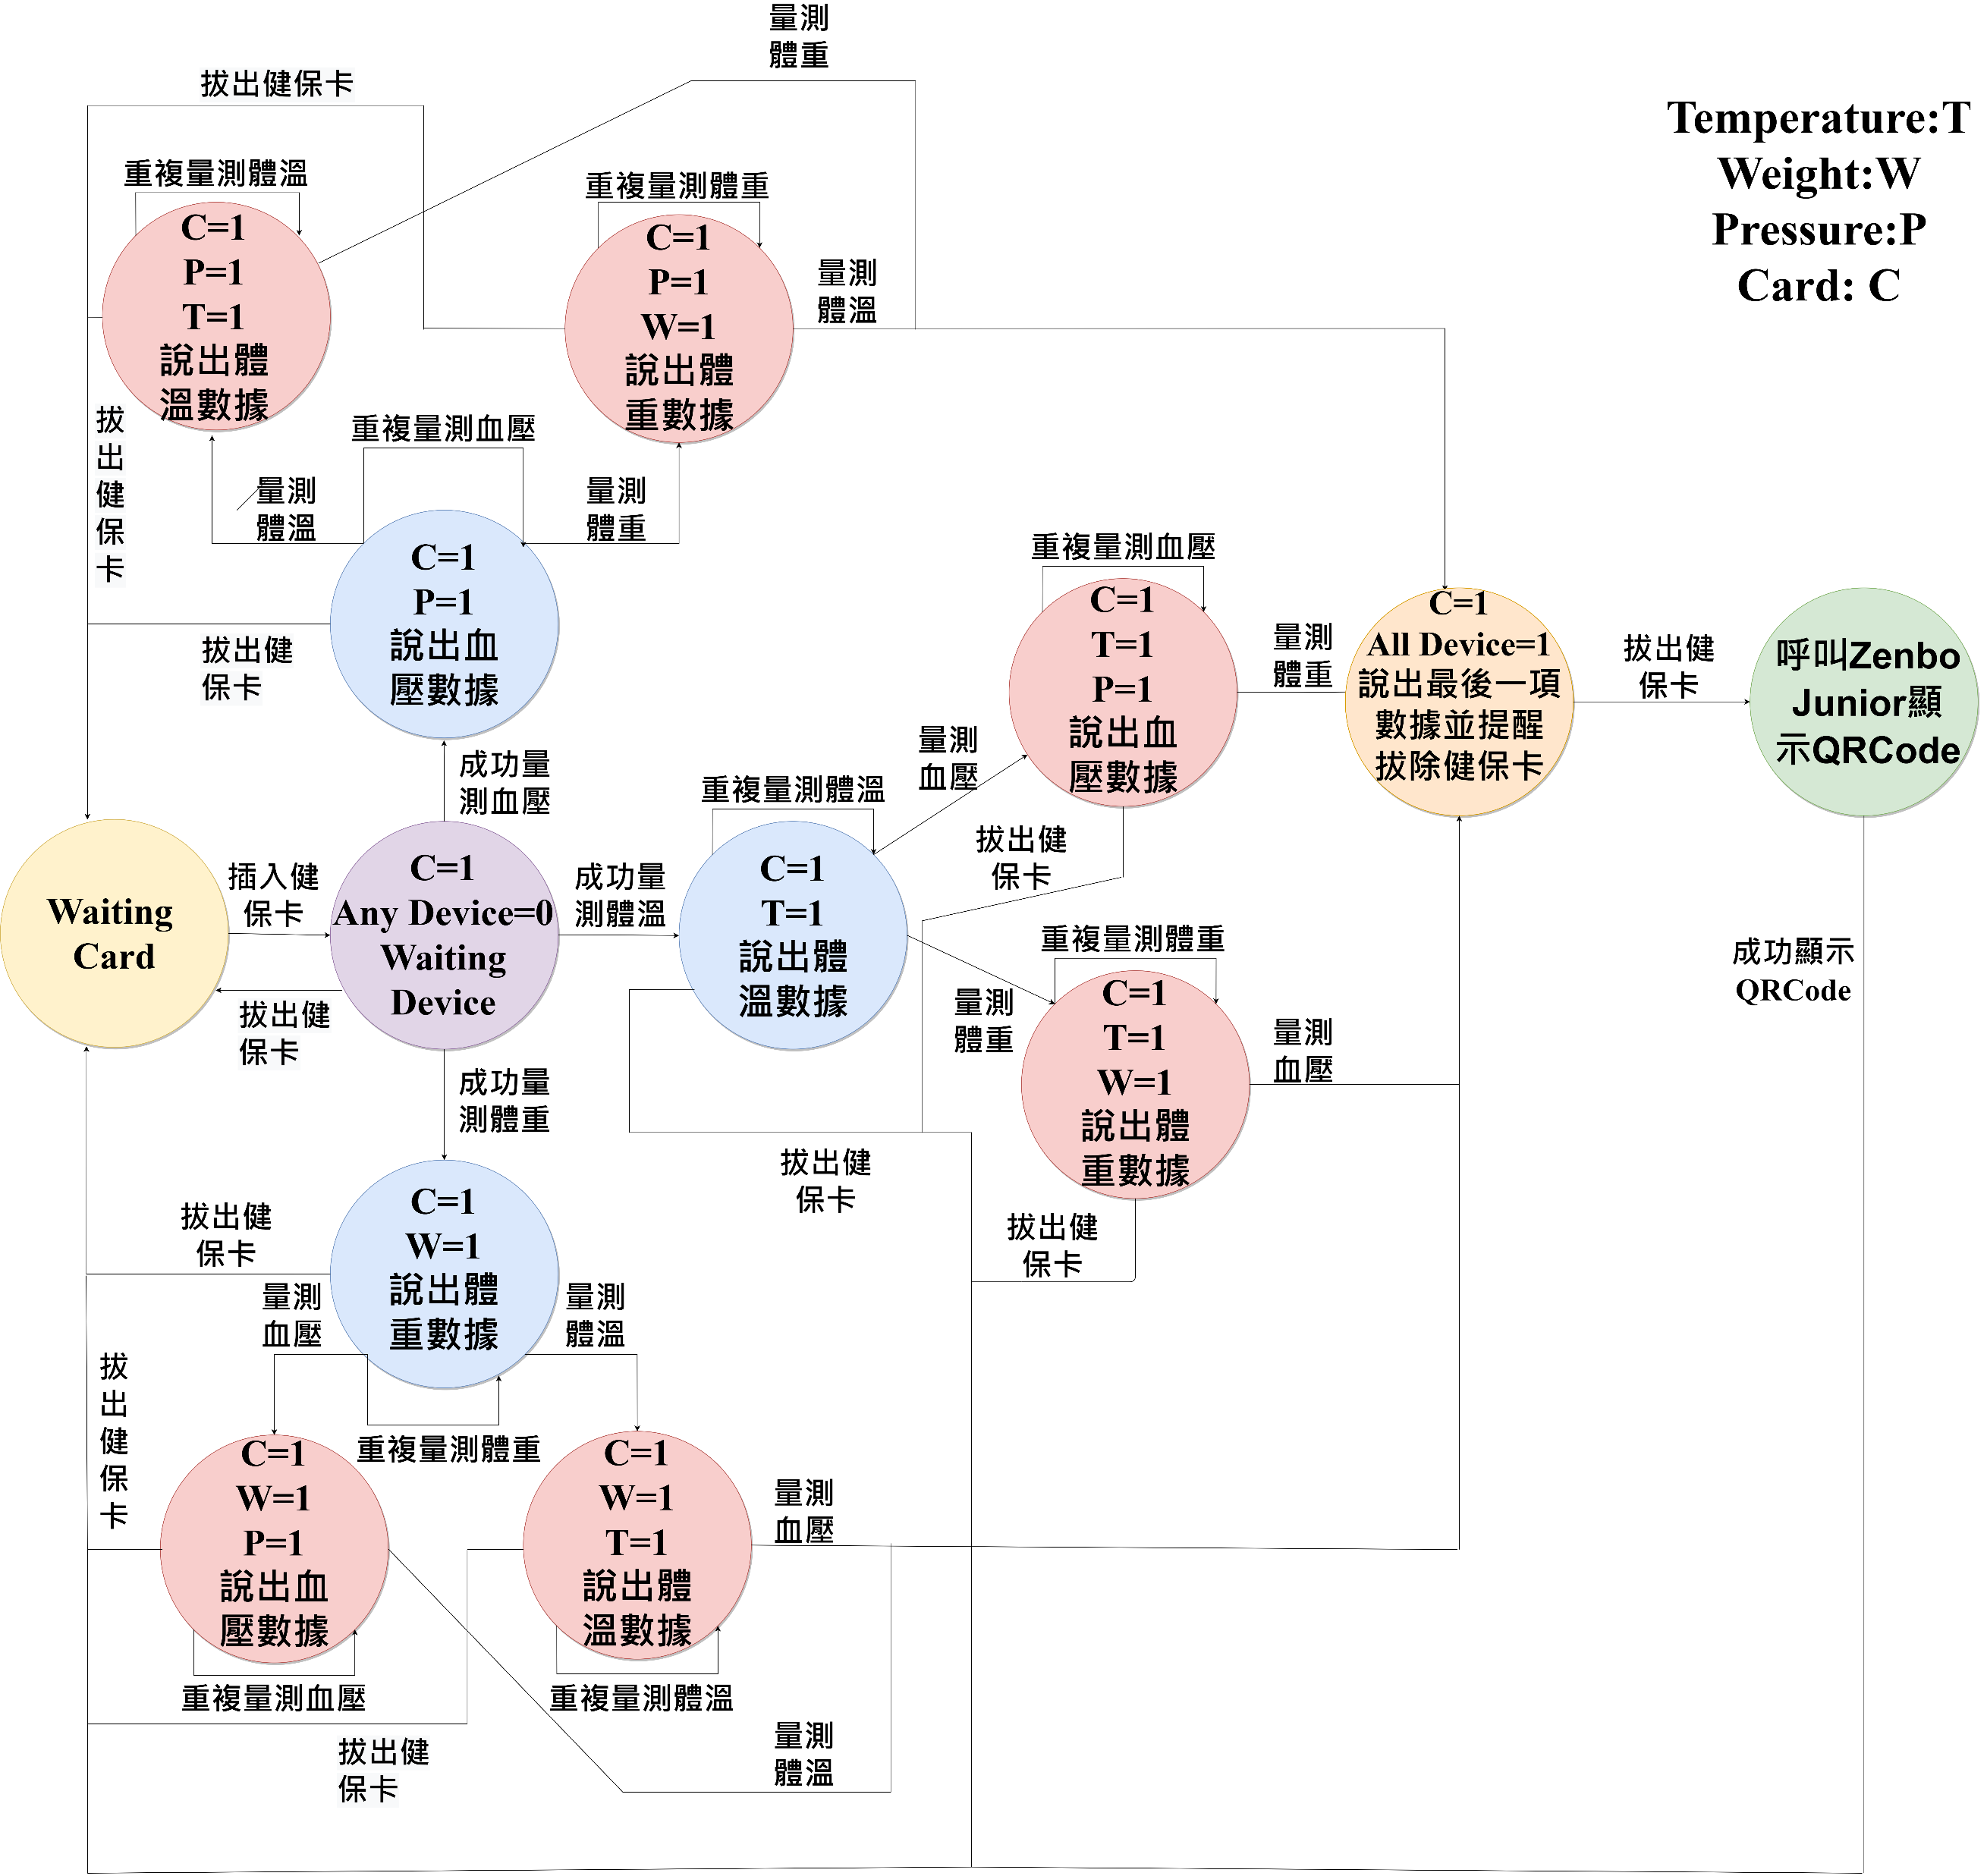 量測
體重
拔出健保卡
Temperature:T
Weight:W
Pressure:P
Card: C
重複量測體溫
C=1
P=1
T=1
說出體
溫數據
重複量測體重
C=1
P=1
W=1
說出體
重數據
量測
體溫
拔
出
健
保
卡
重複量測血壓
量測
體溫
量測
體重
C=1
P=1
說出血
壓數據
拔出健
保卡
成功量
測血壓
重複量測血壓
C=1
T=1
P=1
說出血
壓數據
量測
體重
C=1
All Device=1
說出最後一項
數據並提醒
拔除健保卡
拔出健
保卡
呼叫Zenbo
Junior顯
示QRCode
量測
血壓
重複量測體溫
拔出健
保卡
Waiting
Card
插入健
保卡
拔出健
保卡
C=1
Any Device=0
Waiting
Device
成功量
測體溫
C=1
T=1
說出體
溫數據
量測
體重
重複量測體重
C=1
T=1
W=1
說出體
重數據
量測
血壓
成功顯示
QRCode
成功量
測體重
拔出健
保卡
拔出健
保卡
拔出健
保卡
C=1
W=1
說出體
重數據
量測
血壓
量測
體溫
重複量測體重
拔
出
健
保
卡
C=1
W=1
P=1
說出血
壓數據
重複量測血壓
C=1
W=1
T=1
說出體
溫數據
重複量測體溫
量測
血壓
拔出健
保卡
量測
體溫